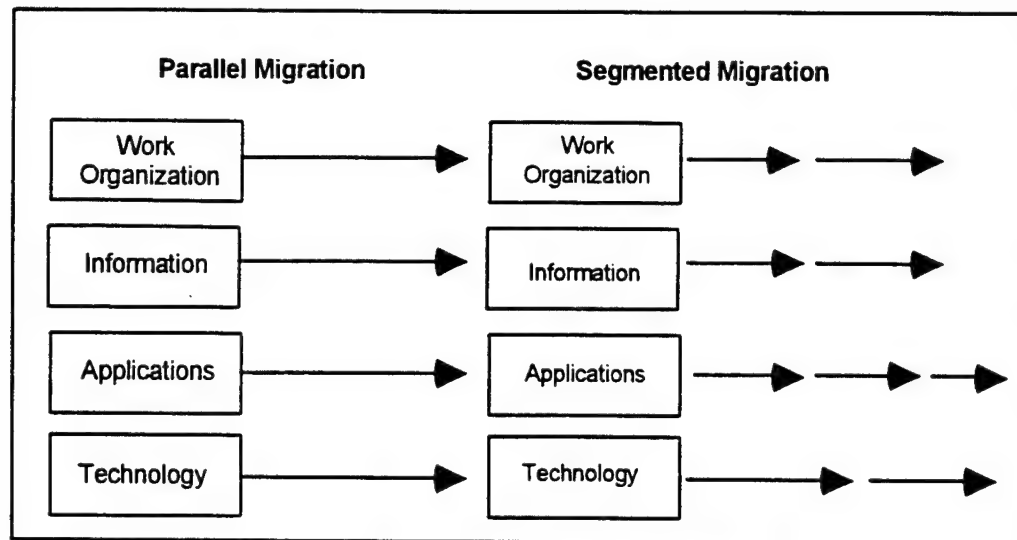 Parallel Migration
Segmented Migration
Work
Organization
Work
Organization
Information
Information
Applications
Applications
Technology
Technology